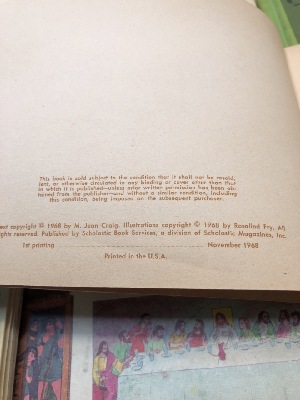 This book is sold subject to the condition that it shall not be resold,
lent, or otherwise circulated in any binding or cover other than that
in which it is published—unless prior written permission has been ob-
tained from the publisher—and without a similar condition, including
this condition, being imposed on the subsequent purchaser.
copyright © 1968 by M. Jean Craig. Illustrations copyright © 1968 by Rosalind Fry. All
rights reserved. Published by Scholastic Book Services, a division of Scholastic Magazines, Inc.
1st printing November 1968
Printed in the U.S.A.